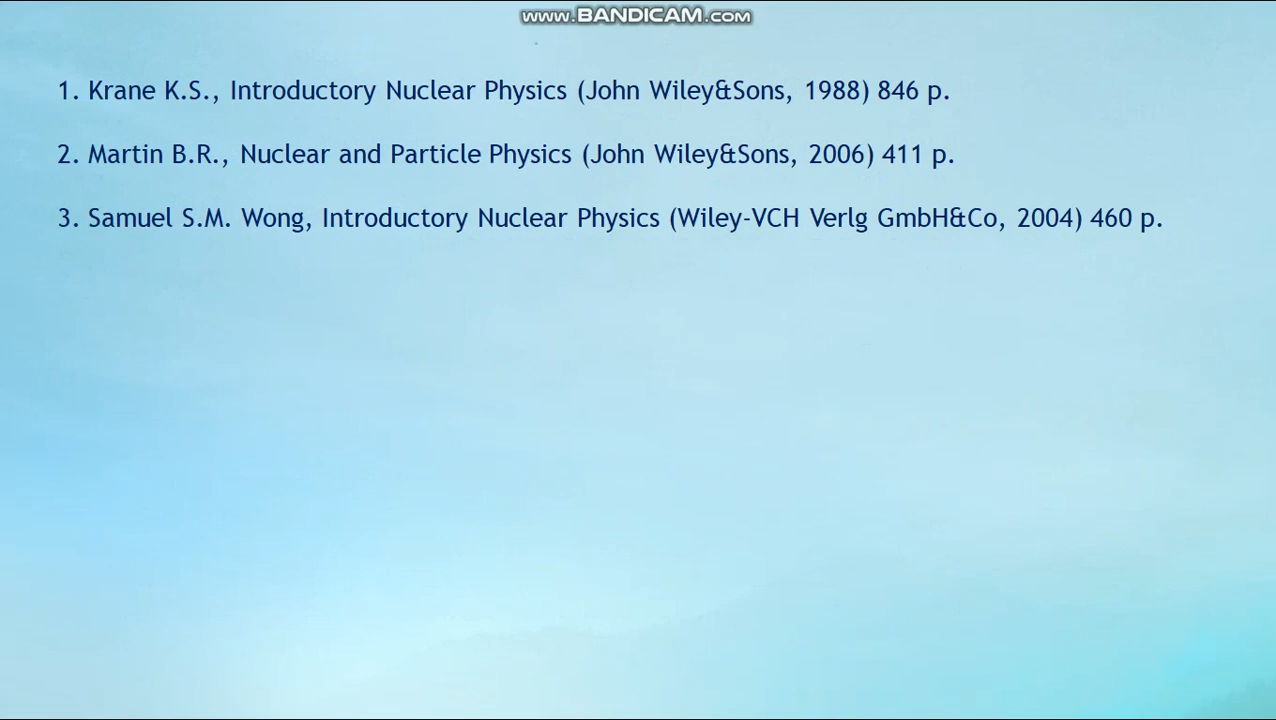 www.BANDICAM.com
1. Krane K.S., Introductory Nuclear Physics (John Wiley&Sons, 1988) 846 p.
2. Martin B.R., Nuclear and Particle Physics (John Wiley&Sons, 2006) 411 p.
3. Samuel S.M. Wong, Introductory Nuclear Physics (Wiley-VCH Verlg GmbH&Co, 2004) 460 p.